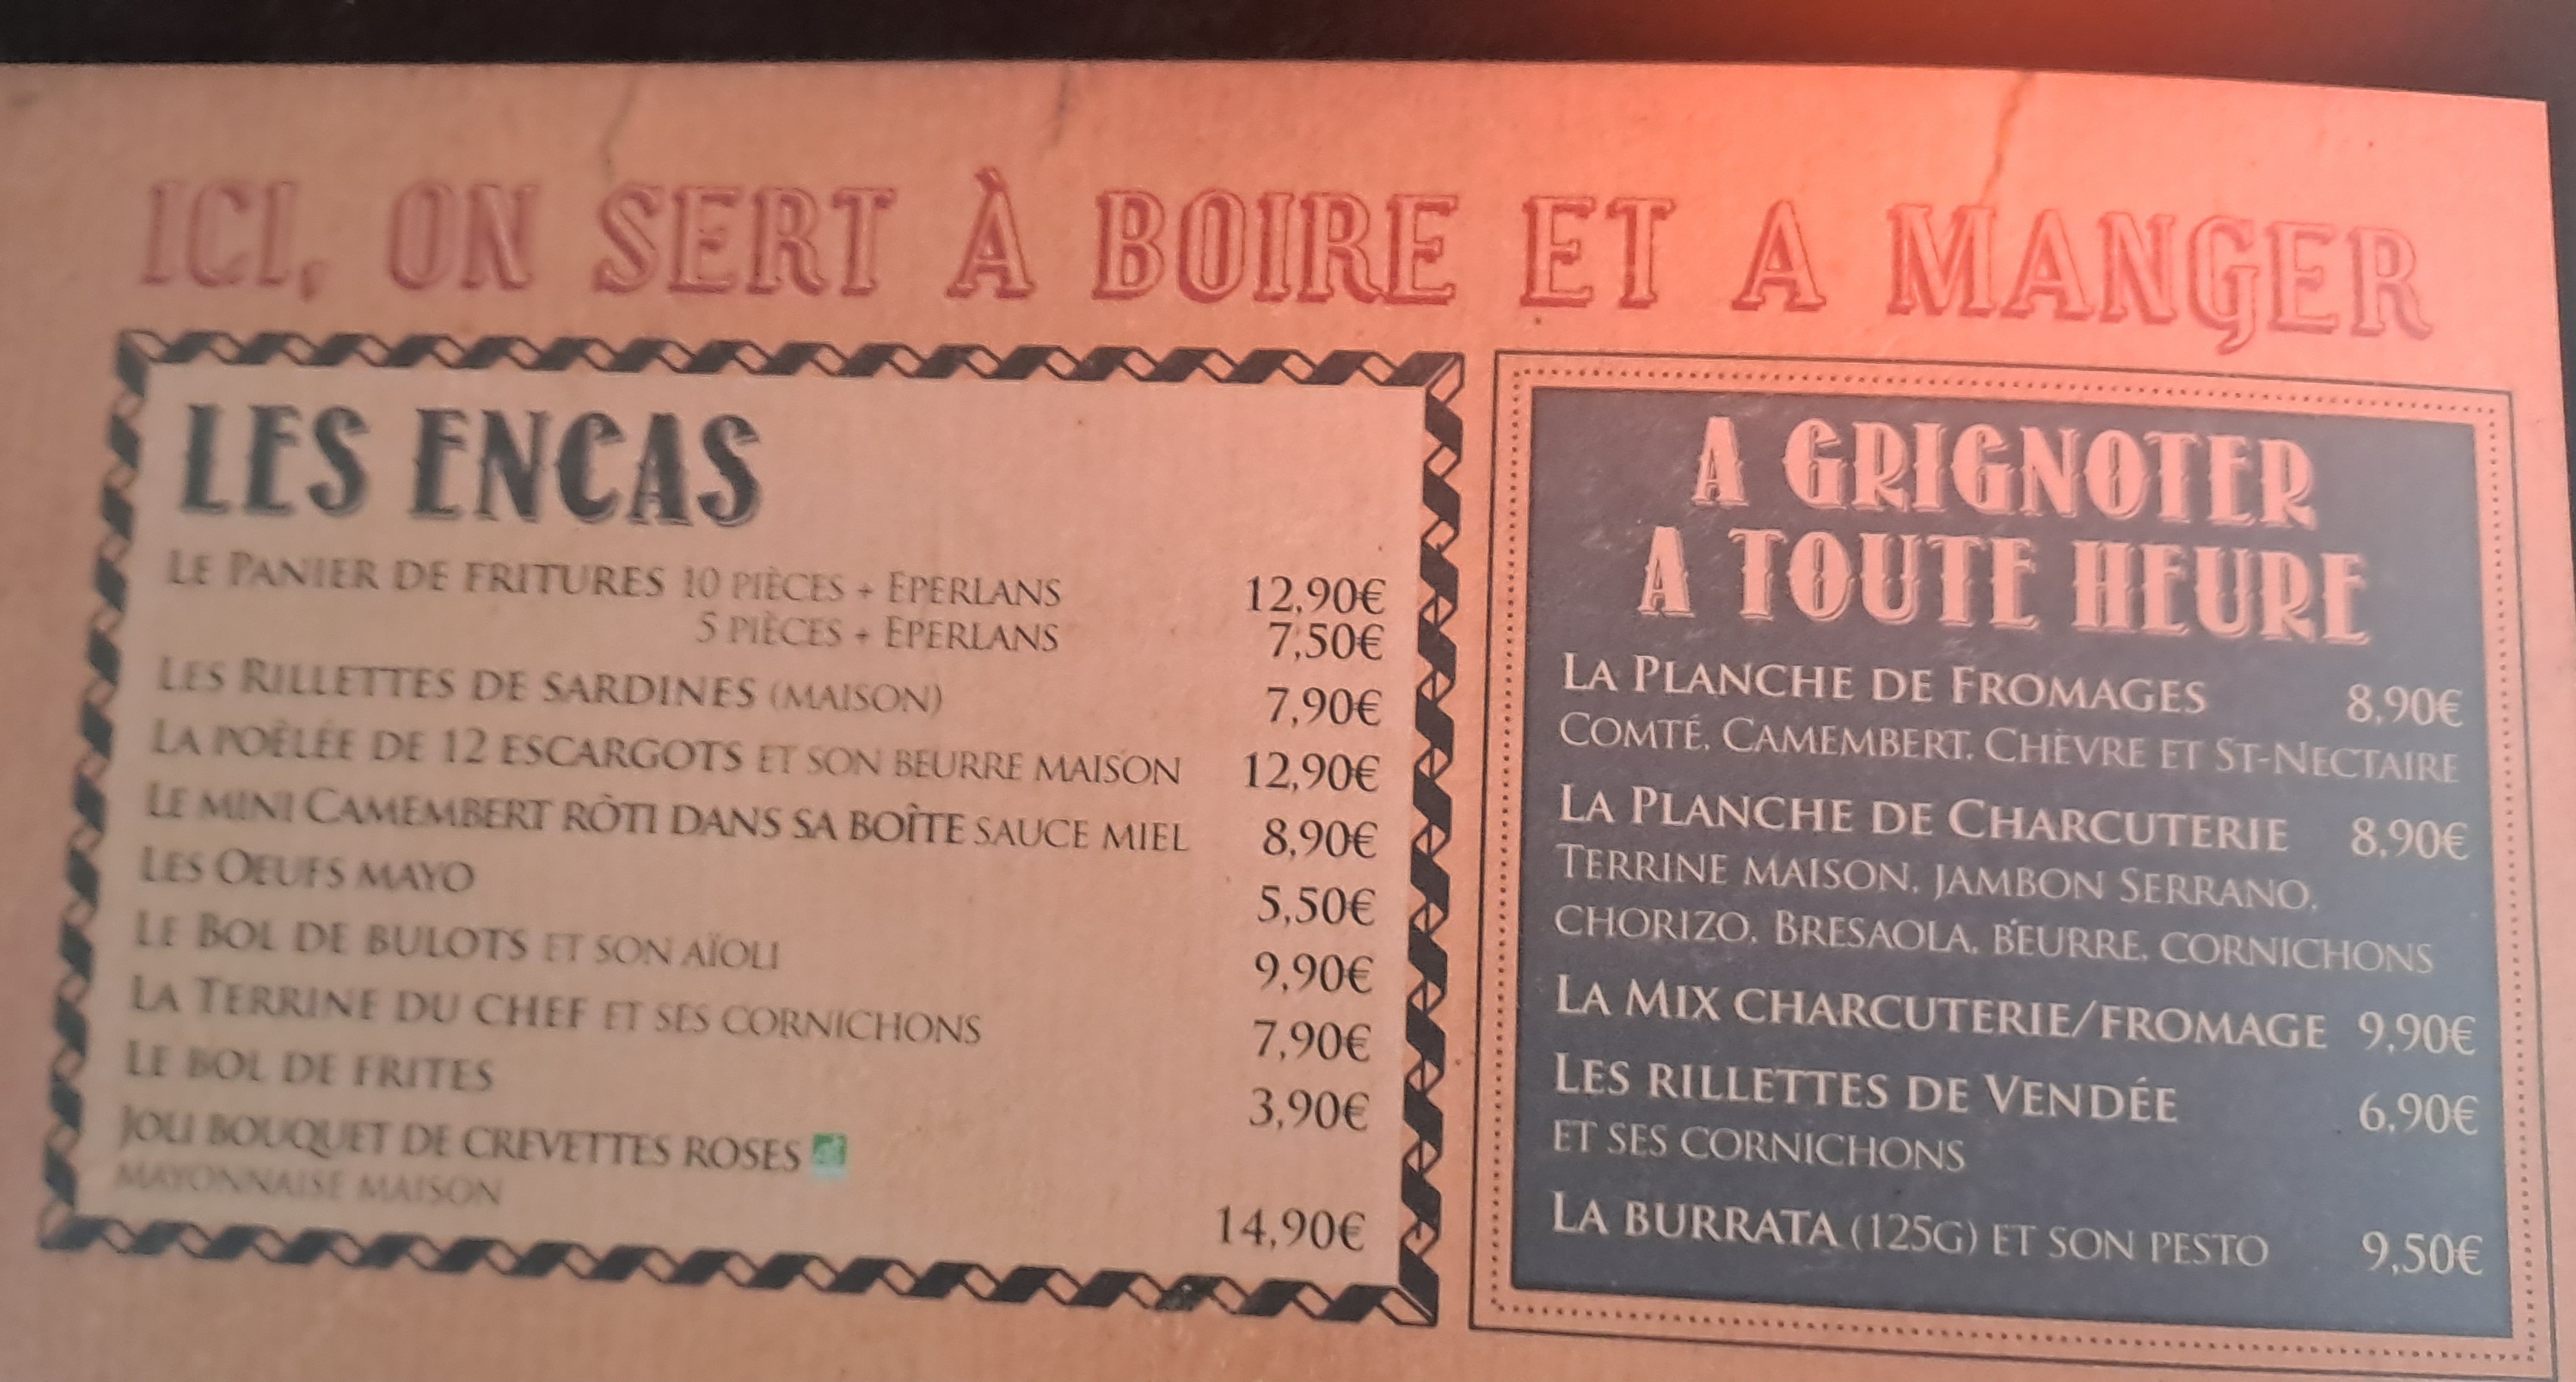 ICI, ON SERT À BOIRE ET A MANGER
LES ENCAS
LE PANIER DE FRITURES 10 PIÈCES + EPERLANS 12,90€
5 PIÈCES + EPERLANS 7,50€
LES RILLETTES DE SARDINES (MAISON) 7,90€
LA POÊLÉE DE 12 ESCARGOTS ET SON BEURRE MAISON 12,90€
LE MINI CAMEMBERT RÔTI DANS SA BOÎTE SAUCE MIEL 8,90€
LES OEUFS MAYO 5,50€
LE BOL DE BULOTS ET SON AÏOLI 9,90€
LA TERRINE DU CHEF ET SES CORNICHONS 7,90€
LE BOL DE FRITES 3,90€
JOLI BOUQUET DE CREVETTES ROSES
MAYONNAISE MAISON 14,90€
A GRIGNOTER
A TOUTE HEURE
LA PLANCHE DE FROMAGES 8,90€
COMTÉ, CAMEMBERT, CHÈVRE ET ST-NECTAIRE
LA PLANCHE DE CHARCUTERIE 8,90€
TERRINE MAISON, JAMBON SERRANO,
CHORIZO, BRESAOLA, BEURRE, CORNICHONS
LA MIX CHARCUTERIE/FROMAGE 9,90€
LES RILLETTES DE VENDÉE 6,90€
ET SES CORNICHONS
LA BURRATA (125G) ET SON PESTO 9,50€